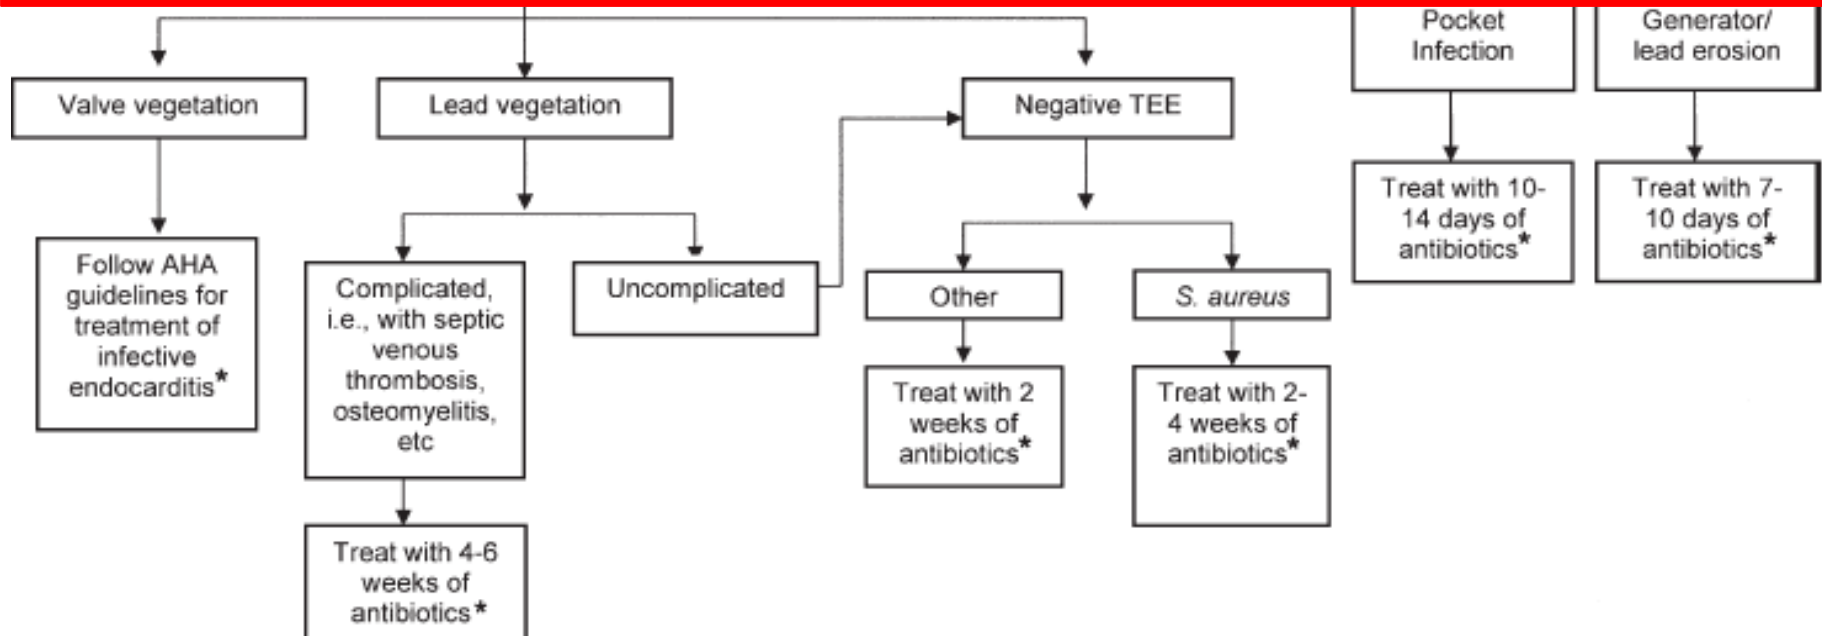 Pocket
Infection
Generator/
lead erosion
Valve vegetation
Lead vegetation
Negative TEE
Treat with 10-
14 days of
antibiotics*
Treat with 7-
10 days of
antibiotics*
Follow AHA
guidelines for
treatment of
infective
endocarditis*
Complicated,
i.e., with septic
venous
thrombosis,
osteomyelitis,
etc
Uncomplicated
Other
S. aureus
Treat with 2
weeks of
antibiotics*
Treat with 2-
4 weeks of
antibiotics*
Treat with 4-6
weeks of
antibiotics*